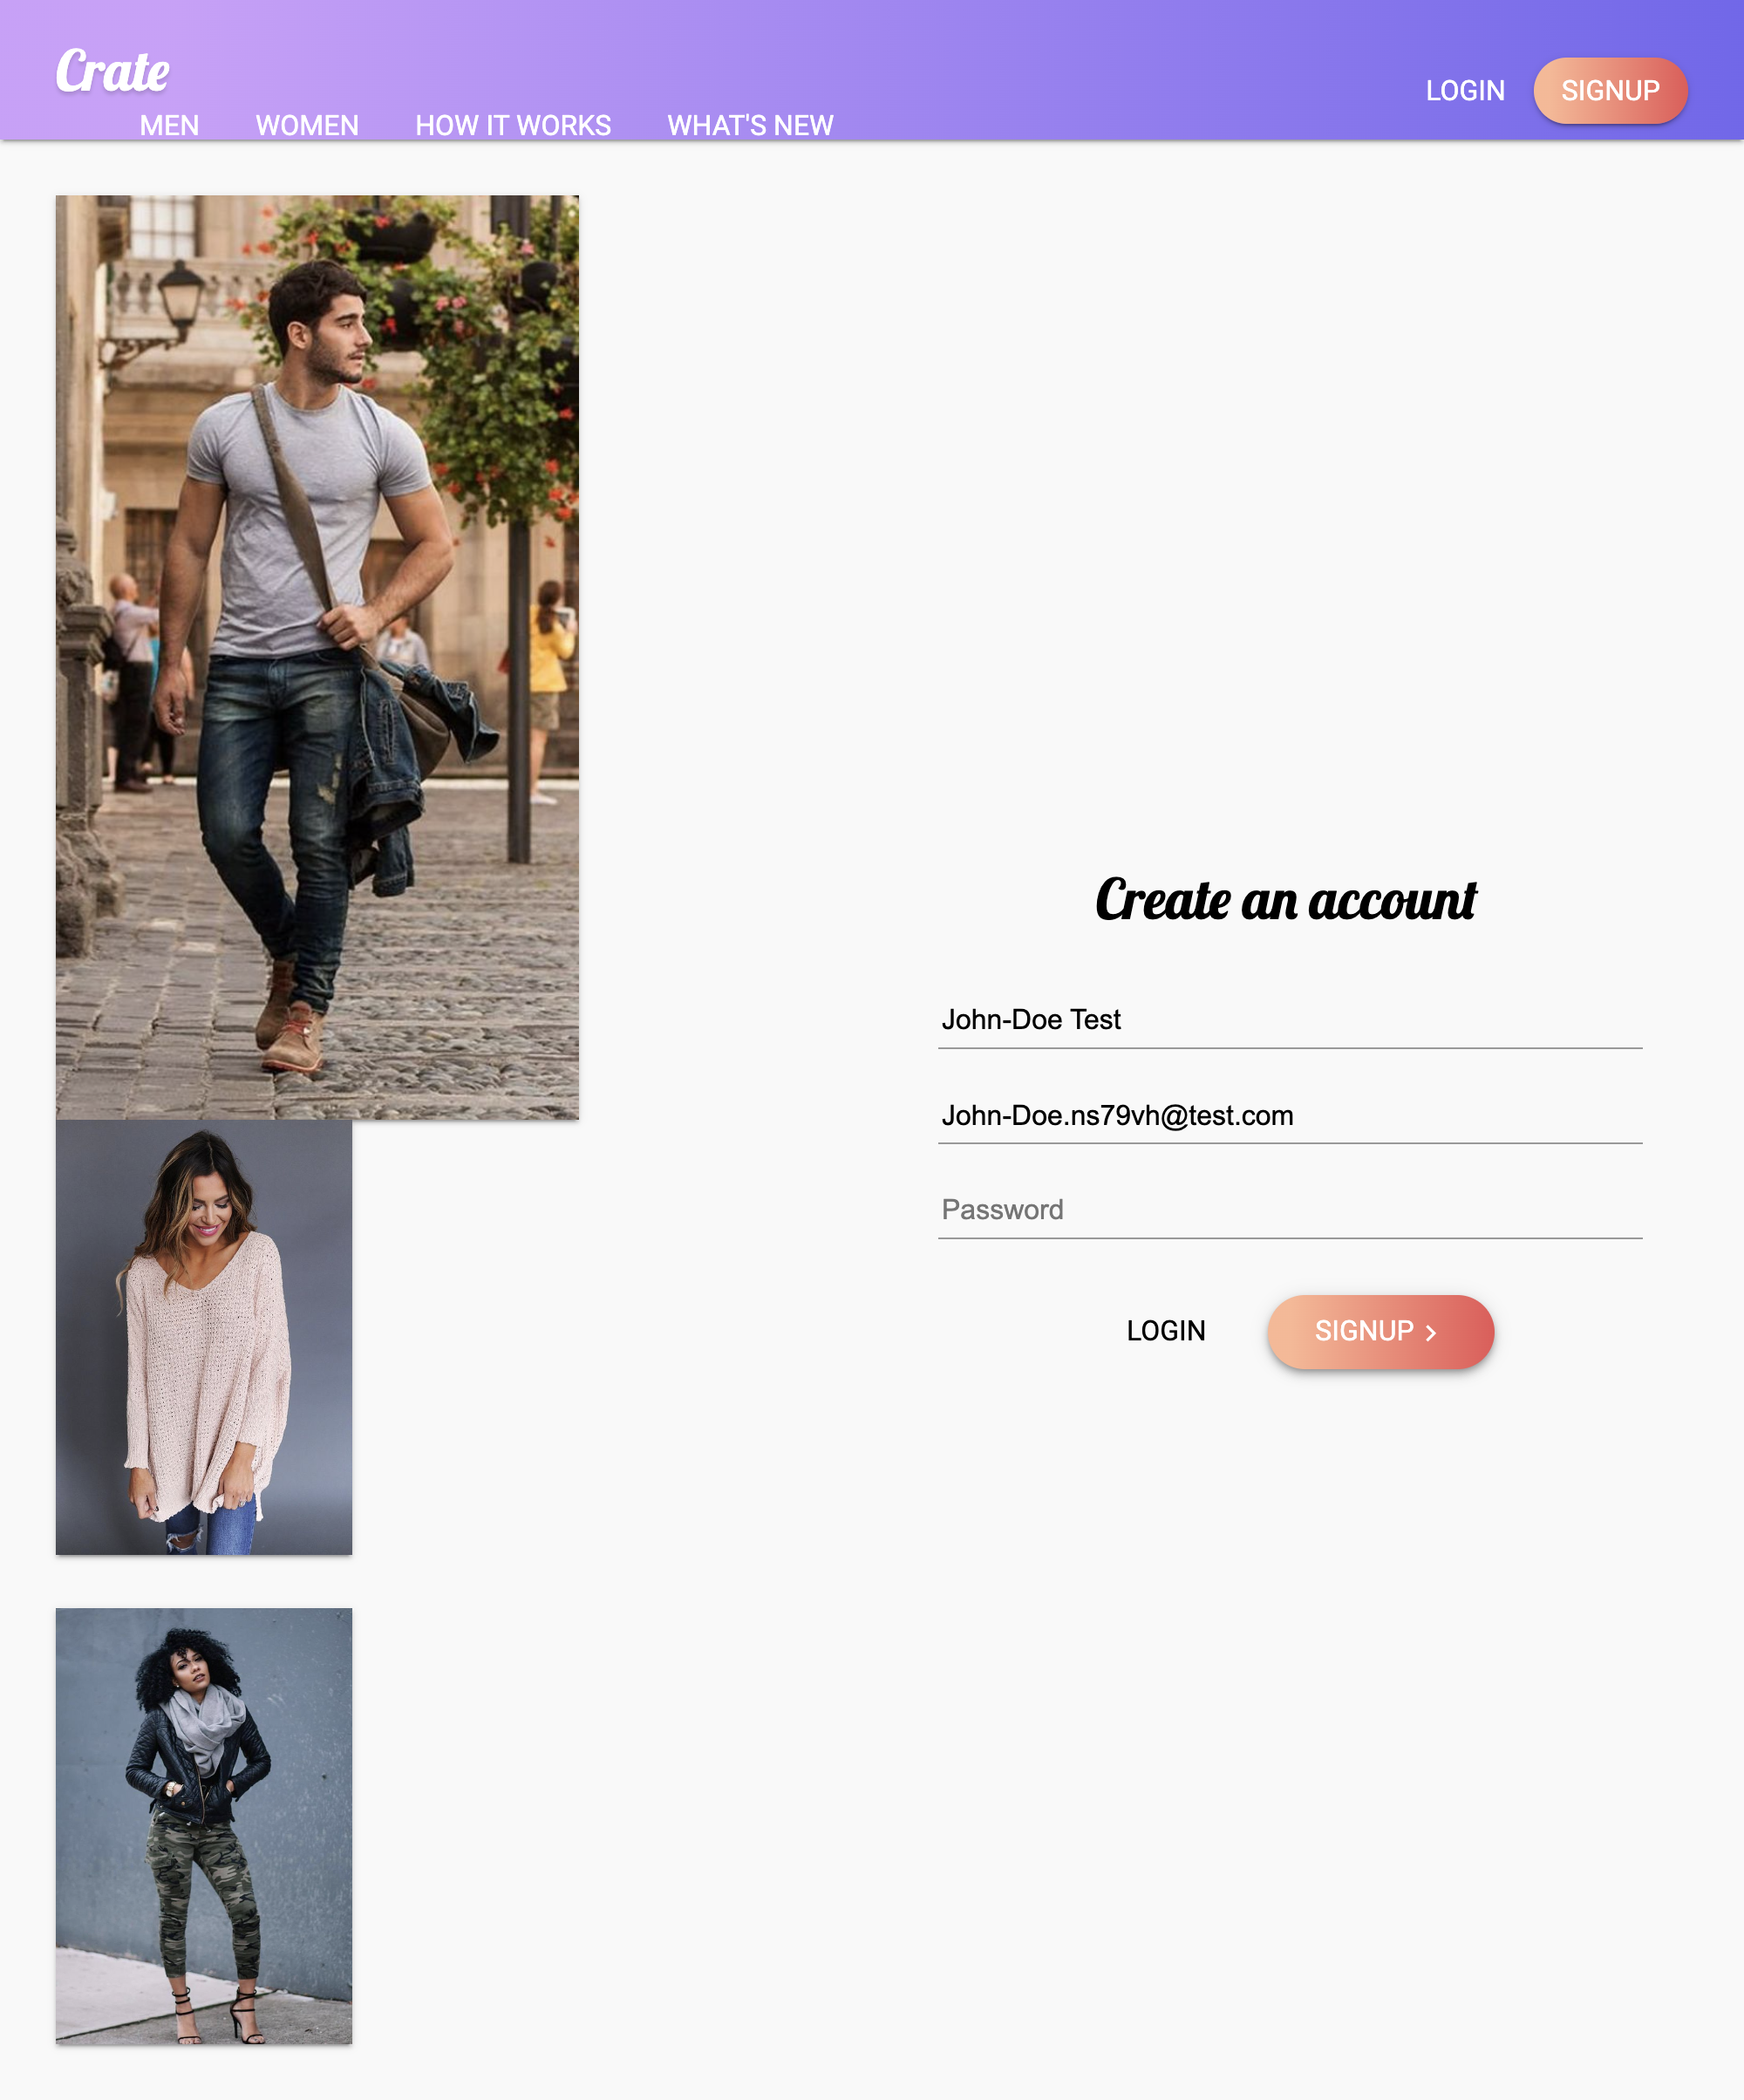 Crate
MEN WOMEN HOW IT WORKS WHAT'S NEW
LOGIN SIGNUP
Create an account
John-Doe Test
John-Doe.ns79vh@test.com
Password
LOGIN SIGNUP